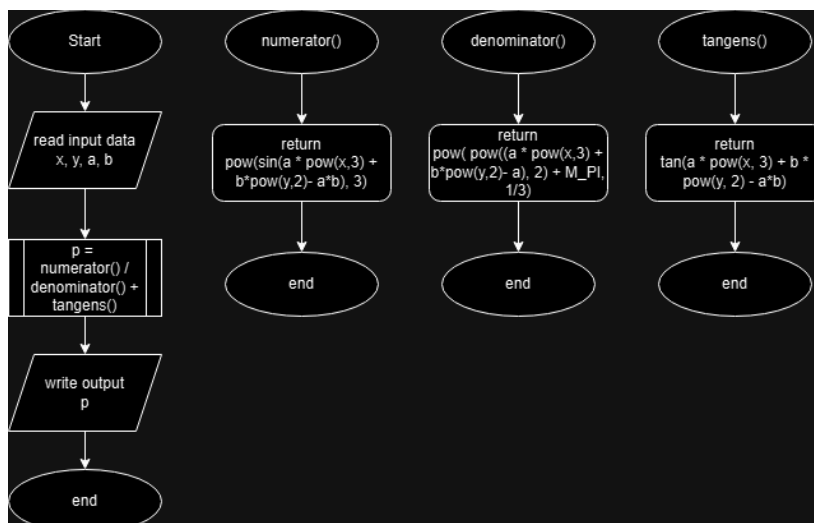 Start
read input data
x, y, a, b
p =
numerator() /
denominator() +
tangens()
write output
p
end
numerator()
return
pow(sin(a * pow(x,3) +
b*pow(y,2)- a*b), 3)
end
denominator()
return
pow( pow((a * pow(x,3) +
b*pow(y,2)- a), 2) + M_PI,
1/3)
end
tangens()
return
tan(a * pow(x, 3) + b *
pow(y, 2) - a*b)
end